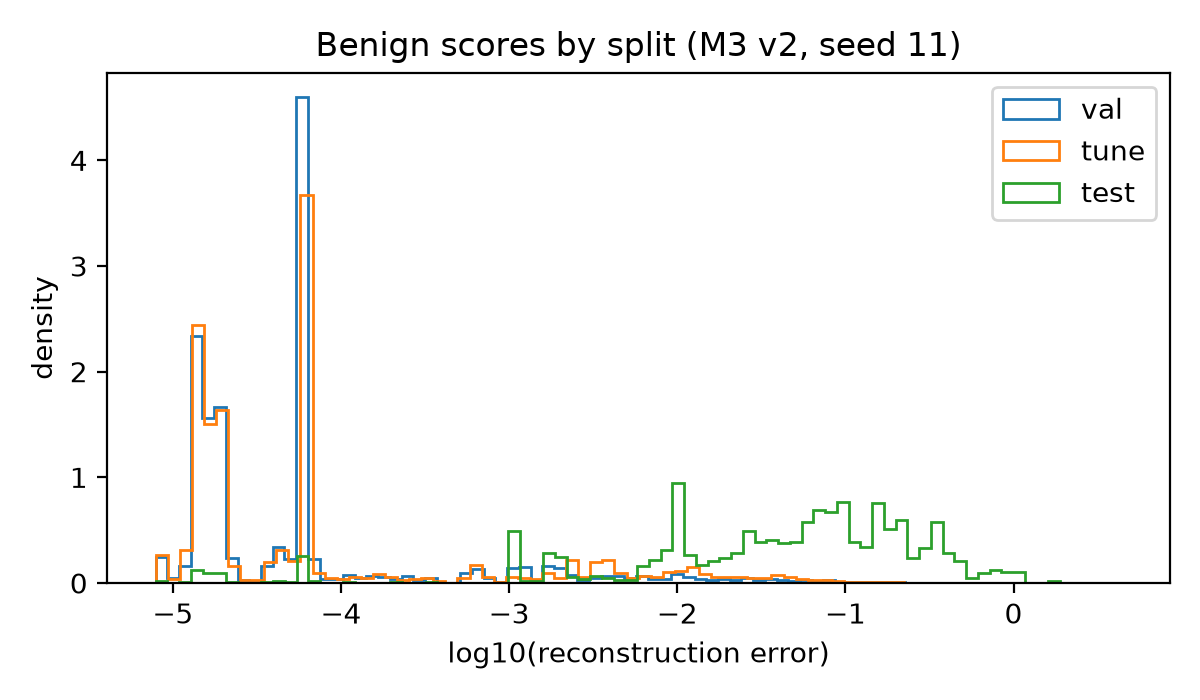 Benign scores by split (M3 v2, seed 11)
val
tune
test
density
4
3
2
1
0
−5
−4
−3
−2
−1
0
log10(reconstruction error)